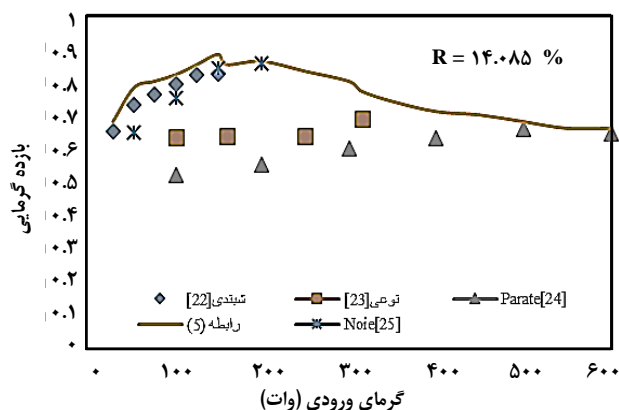 ۱
۰.۹
۰.۸
۰.۷
۰.۶
۰.۵
۰.۴
۰.۳
۰.۲
۰.۱
۰
بازده گرمایی
R = ۱۴.۰۸۵ %
[22]
[23]
Parate[24]
رابطه (5)
Noie[25]
۰ ۱۰۰ ۲۰۰ ۳۰۰ ۴۰۰ ۵۰۰ ۶۰۰
گرمای ورودی (وات)